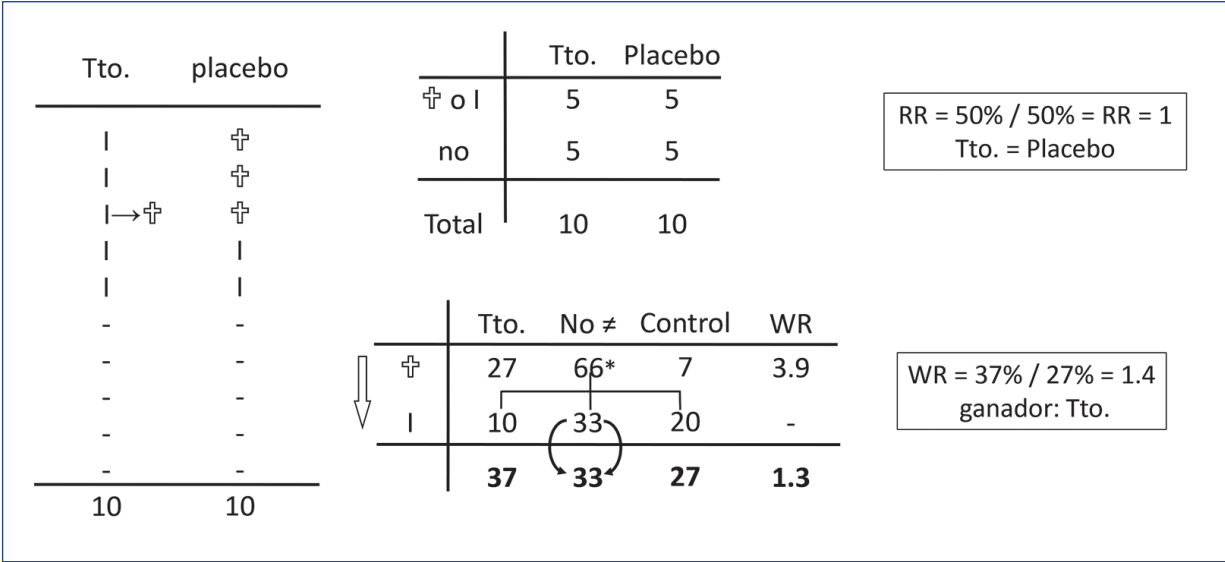 Tto. placebo
I ✞
I ✞
I→✞ ✞
I I
I I
- -
- -
- -
- -
- -
10 10
Tto. Placebo
✞ o I 5 5
no 5 5
Total 10 10
RR = 50% / 50% = RR = 1
Tto. = Placebo
Tto. No ≠ Control WR
✞ 27 66* 7 3.9
I 10 33 20 -
37 33 27 1.3
WR = 37% / 27% = 1.4
ganador: Tto.